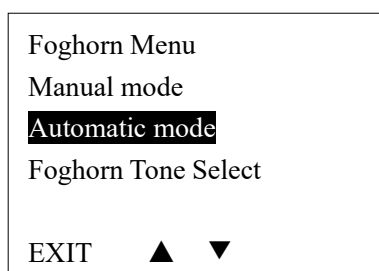 Foghorn Menu
Manual mode
Automatic mode
Foghorn Tone Select
EXIT ▲ ▼